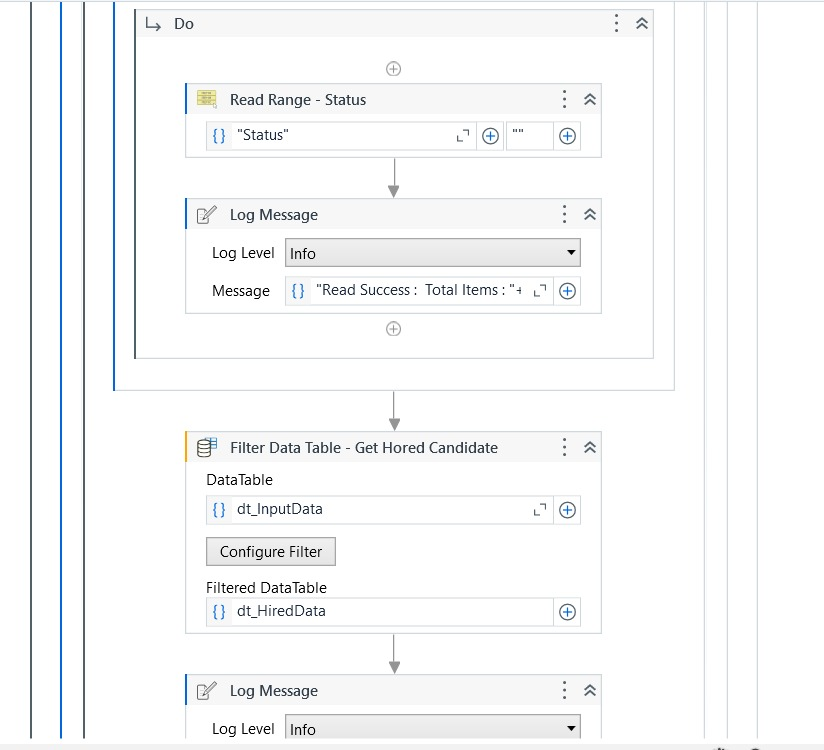 Do
Read Range - Status
{} "Status" ""
Log Message
Log Level Info
Message {} "Read Success :  Total Items : "+
Filter Data Table - Get Hored Candidate
DataTable
{} dt_InputData
Configure Filter
Filtered DataTable
{} dt_HiredData
Log Message
Log Level Info